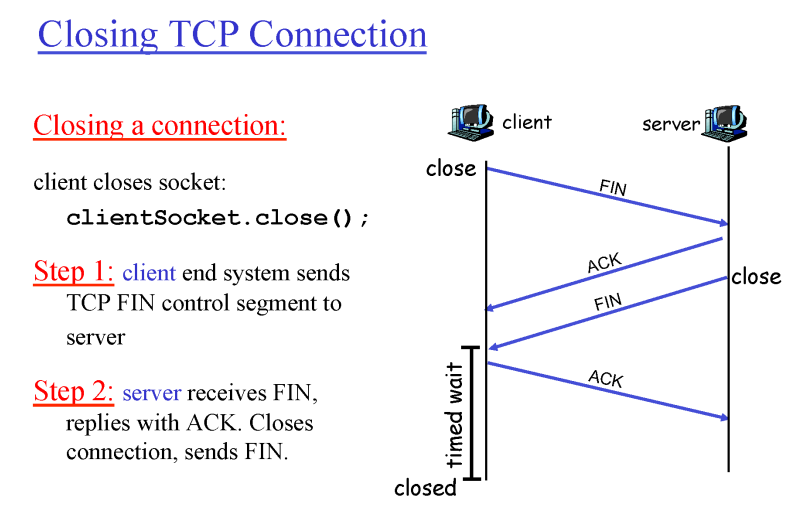 Closing TCP Connection
Closing a connection:
client closes socket:
clientSocket.close();
Step 1: client end system sends
TCP FIN control segment to
server
Step 2: server receives FIN,
replies with ACK. Closes
connection, sends FIN.
client
server
close
FIN
ACK
close
FIN
ACK
timed wait
closed